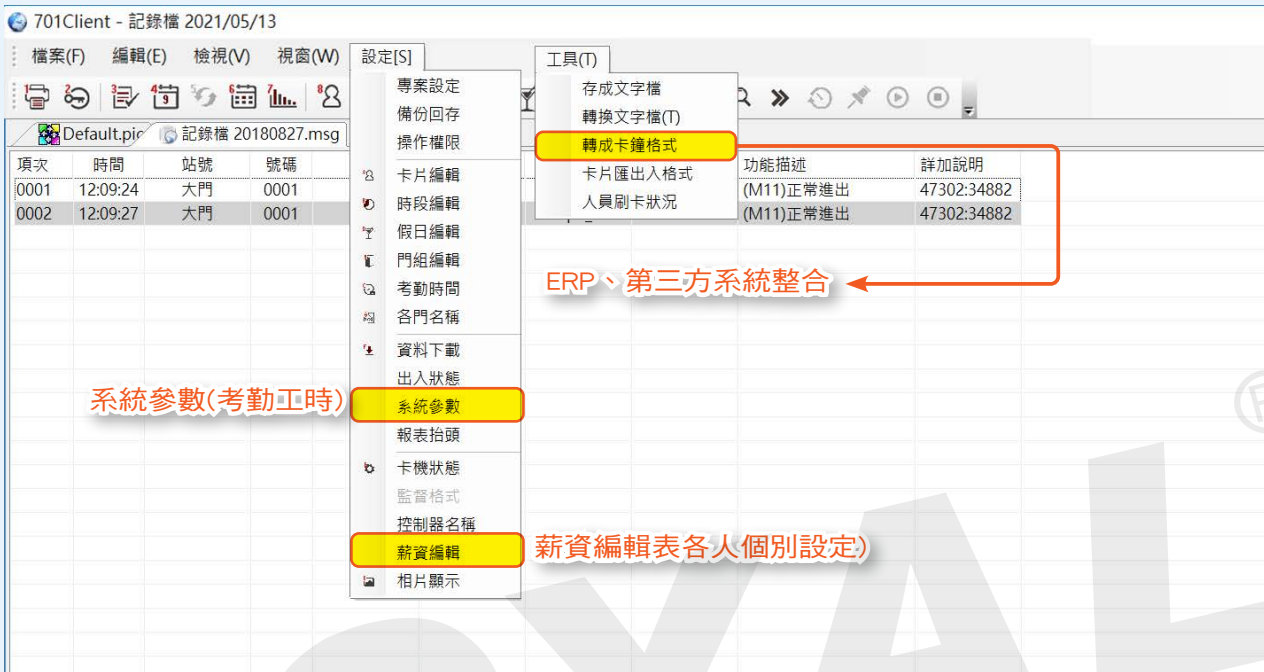 701Client - 記錄檔 2021/05/13
檔案(F) 編輯(E) 檢視(V) 視窗(W) 設定[S] 工具(T)
Default.pic 記錄檔 20180827.msg
項次 時間 站號 號碼 功能描述 詳加說明
0001 12:09:24 大門 0001 (M11)正常進出 47302:34882
0002 12:09:27 大門 0001 (M11)正常進出 47302:34882
專案設定
備份回存
操作權限
卡片編輯
時段編輯
假日編輯
門組編輯
考勤時間
各門名稱
資料下載
出入狀態
系統參數
報表抬頭
卡機狀態
監督格式
控制器名稱
薪資編輯
相片顯示
存成文字檔
轉換文字檔(T)
轉成卡鐘格式
卡片匯出入格式
人員刷卡狀況
ERP、第三方系統整合
系統參數(考勤工時)
薪資編輯表各人個別設定)